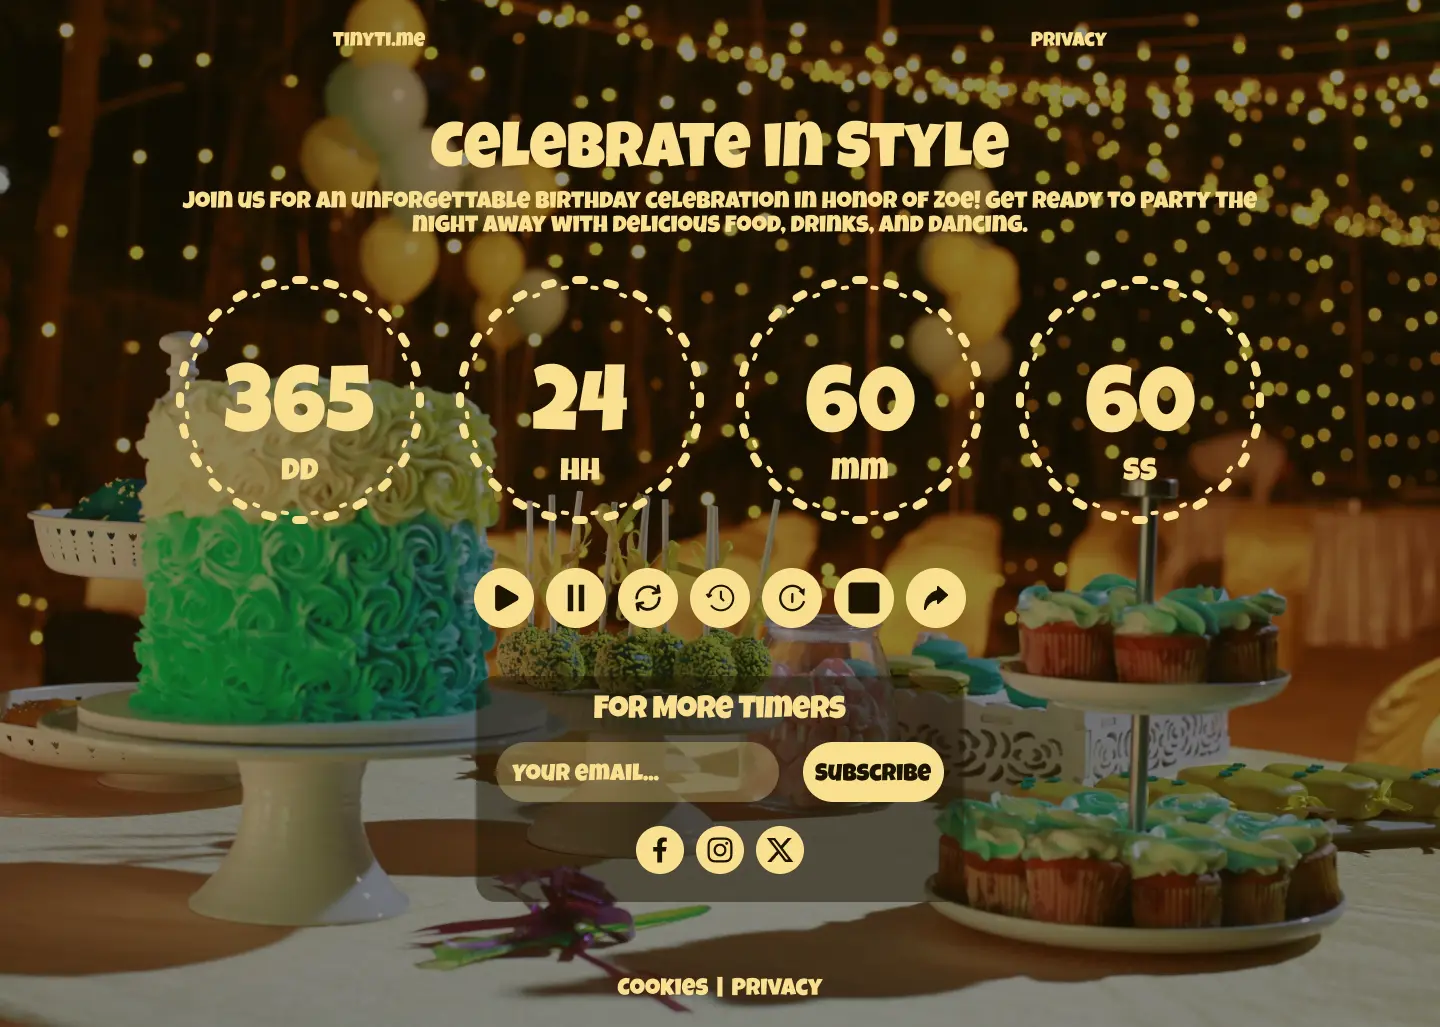 TINYTI.ME
PRIVACY
CELEBRATE IN STYLE
JOIN US FOR AN UNFORGETTABLE BIRTHDAY CELEBRATION IN HONOR OF ZOE! GET READY TO PARTY THE
NIGHT AWAY WITH DELICIOUS FOOD, DRINKS, AND DANCING.
365
24
60
60
DD
HH
MM
SS
FOR MORE TIMERS
YOUR EMAIL...
SUBSCRIBE
COOKIES | PRIVACY